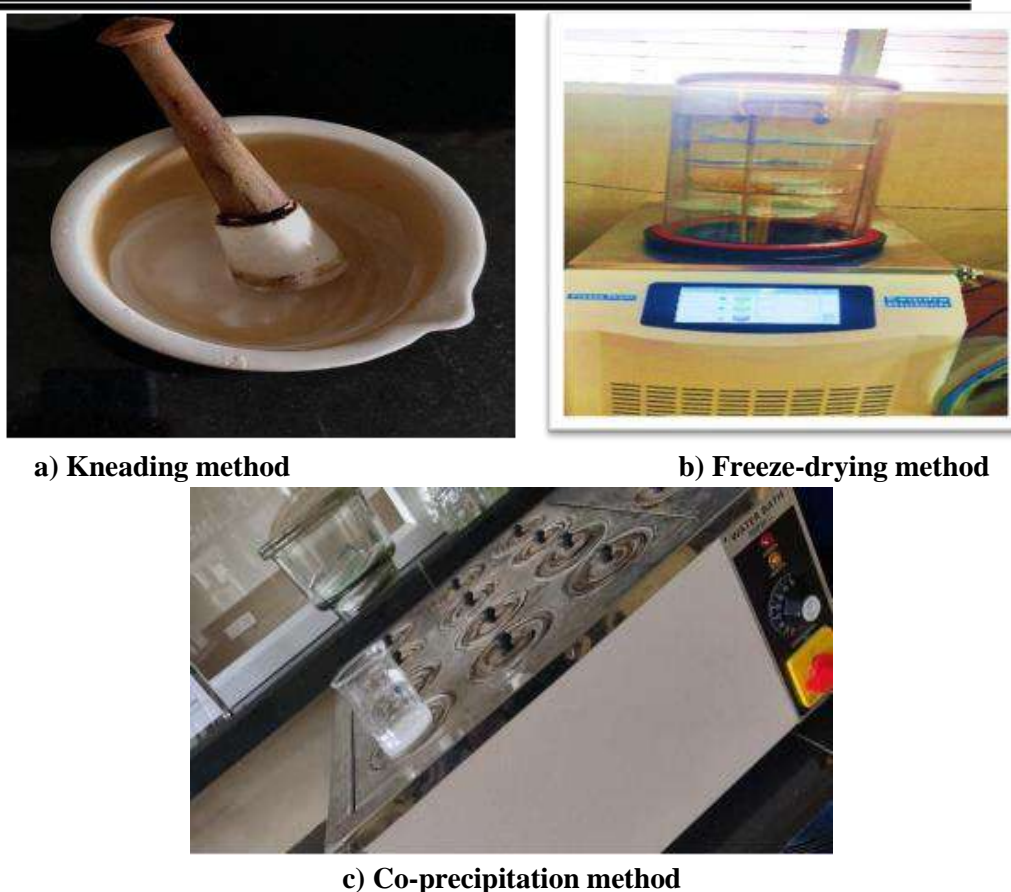 a) Kneading method
b) Freeze-drying method
WATER BATH
c) Co-precipitation method